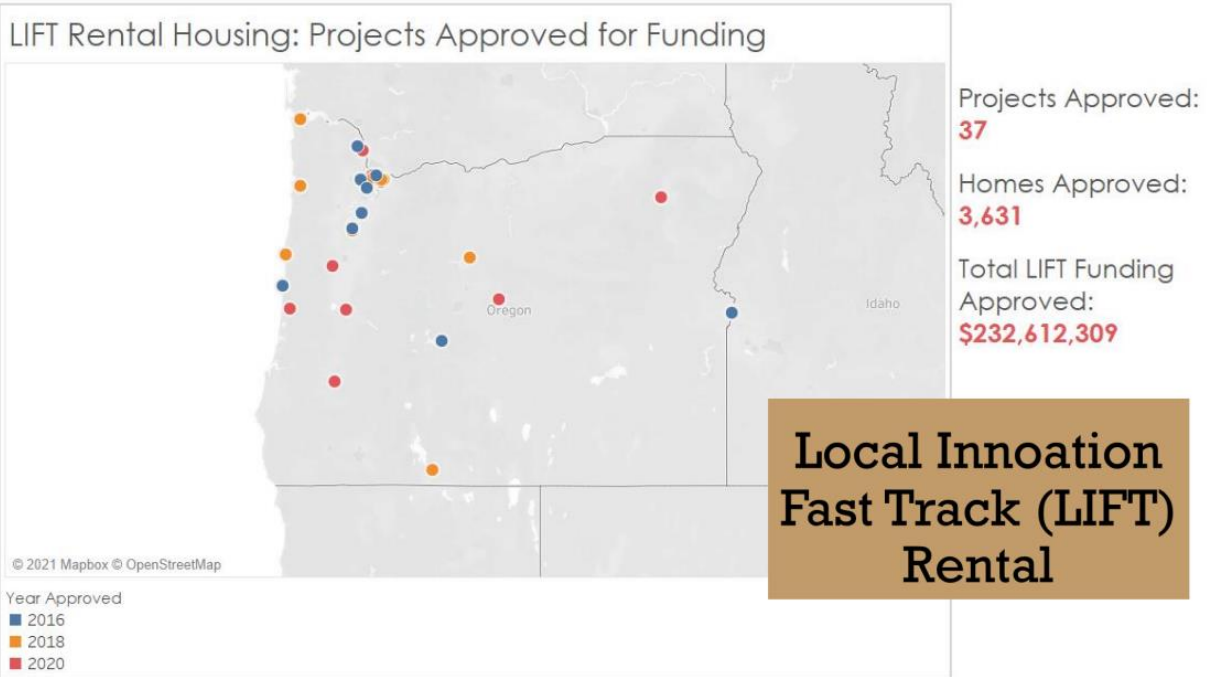 LIFT Rental Housing: Projects Approved for Funding
Projects Approved:
37
Homes Approved:
3,631
Total LIFT Funding
Approved:
$232,612,309
Oregon
Idaho
Local Innoation
Fast Track (LIFT)
Rental
© 2021 Mapbox © OpenStreetMap
Year Approved
2016
2018
2020